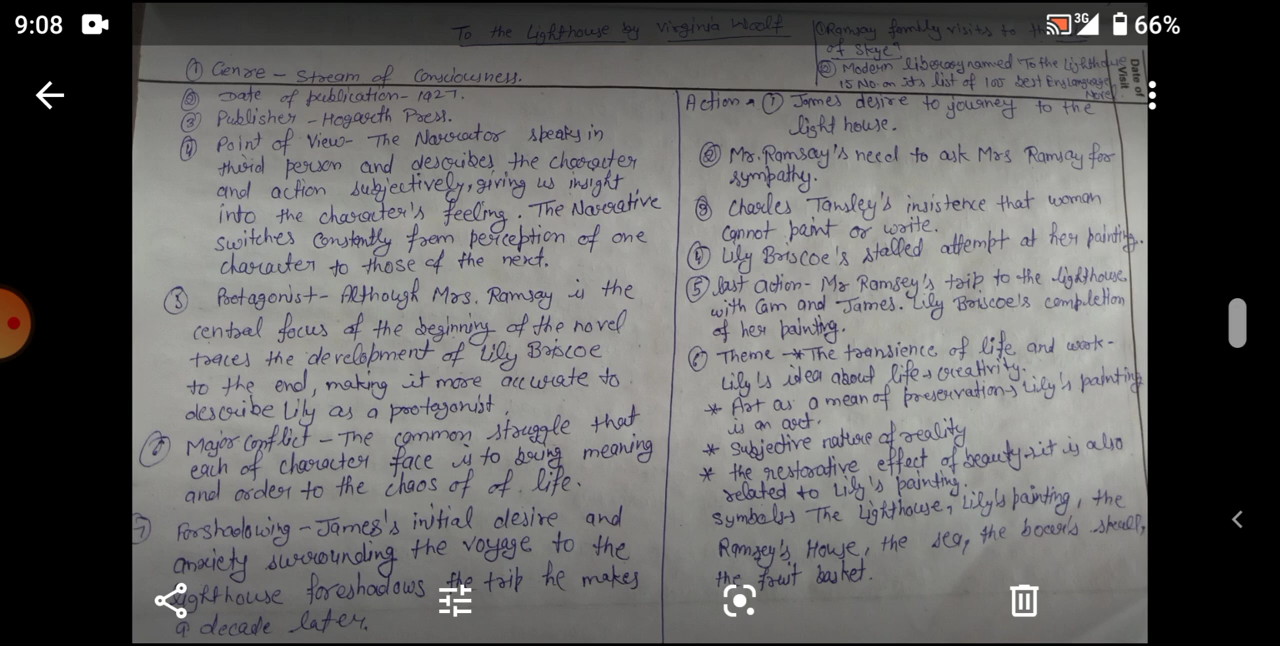 9:08
3G
66%
To the Lighthouse by Virginia Woolf
① Ramsay family visits to the
of Skye"
② Modern liberary named To the Lighthouse
15 No. on its list of 100 best English language
Novel
Date of
Visit
① Genre - Stream of Consciousness.
② Date of publication - 1927.
③ Publisher - Hogarth Press.
④ Point of View - The Narrator speaks in
third person and describes the character
and action subjectively, giving us insight
into the character's feeling. The Narrative
switches constantly from perception of one
character to those of the next.
Protagonist - Although Mrs. Ramsay is the
central focus of the beginning of the novel
traces the development of Lily Briscoe
to the end, making it more accurate to
describe Lily as a protagonist.
⑥ Major conflict - The common struggle that
each of character face is to bring meaning
and order to the chaos of of life.
7 Forshadowing - James's initial desire and
anxiety surrounding the voyage to the
lighthouse foreshadows the trip he makes
a decade later.
Action → ① James desire to journey to the
light house.
② Mr. Ramsay's need to ask Mrs Ramsay for
sympathy.
③ Charles Tansley's insistence that woman
cannot paint or write.
④ Lily Briscoe's stalled attempt at her painting.
⑤ last action - Mr Ramsey's trip to the lighthouse
with Cam and James. Lily Briscoe's completion
of her painting.
⑥ Theme → * The transience of life and work -
Lily's idea about life → creativity.
* Art as a mean of preservation → Lily's painting
is an art.
* Subjective nature of reality
* the restorative effect of beauty → it is also
related to Lily's painting.
Symbols → The Lighthouse, Lily's painting, the
Ramsey's House, the sea, the boar's skull,
the fruit basket.